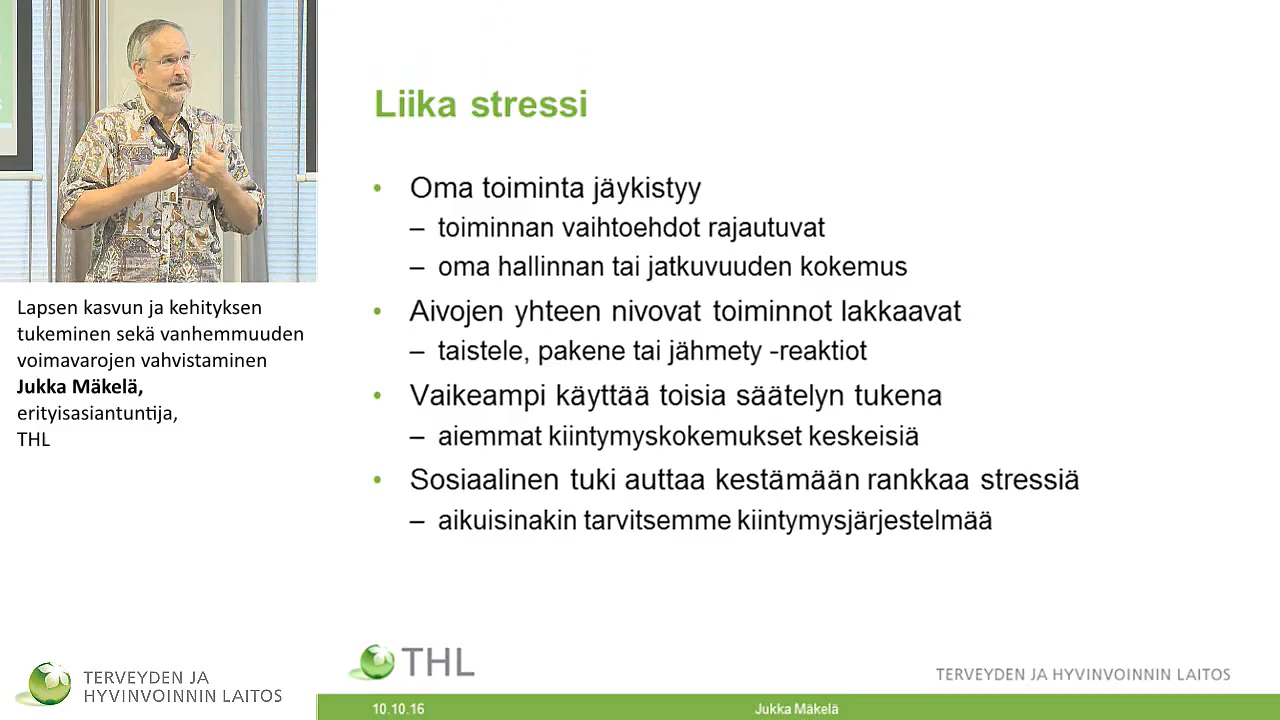 Liika stressi
• Oma toiminta jäykistyy
– toiminnan vaihtoehdot rajautuvat
– oma hallinnan tai jatkuvuuden kokemus
• Aivojen yhteen nivovat toiminnot lakkaavat
– taistele, pakene tai jähmety -reaktiot
• Vaikeampi käyttää toisia säätelyn tukena
– aiemmat kiintymyskokemukset keskeisiä
• Sosiaalinen tuki auttaa kestämään rankkaa stressiä
– aikuisinakin tarvitsemme kiintymysjärjestelmää
Lapsen kasvun ja kehityksen
tukeminen sekä vanhemmuuden
voimavarojen vahvistaminen
Jukka Mäkelä,
erityisasiantuntija,
THL
TERVEYDEN JA
HYVINVOINNIN LAITOS
THL
TERVEYDEN JA HYVINVOINNIN LAITOS
10.10.16
Jukka Mäkelä